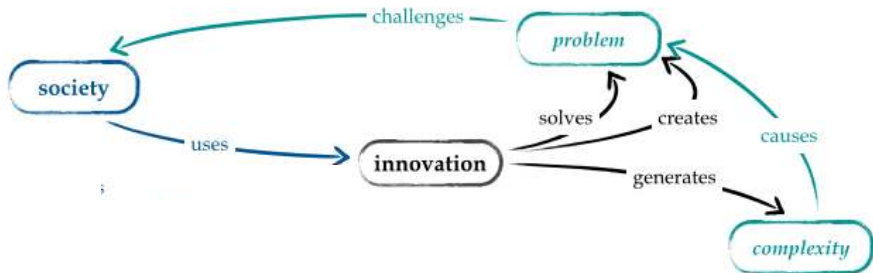 challenges
problem
society
solves
creates
uses
causes
innovation
generates
s
complexity